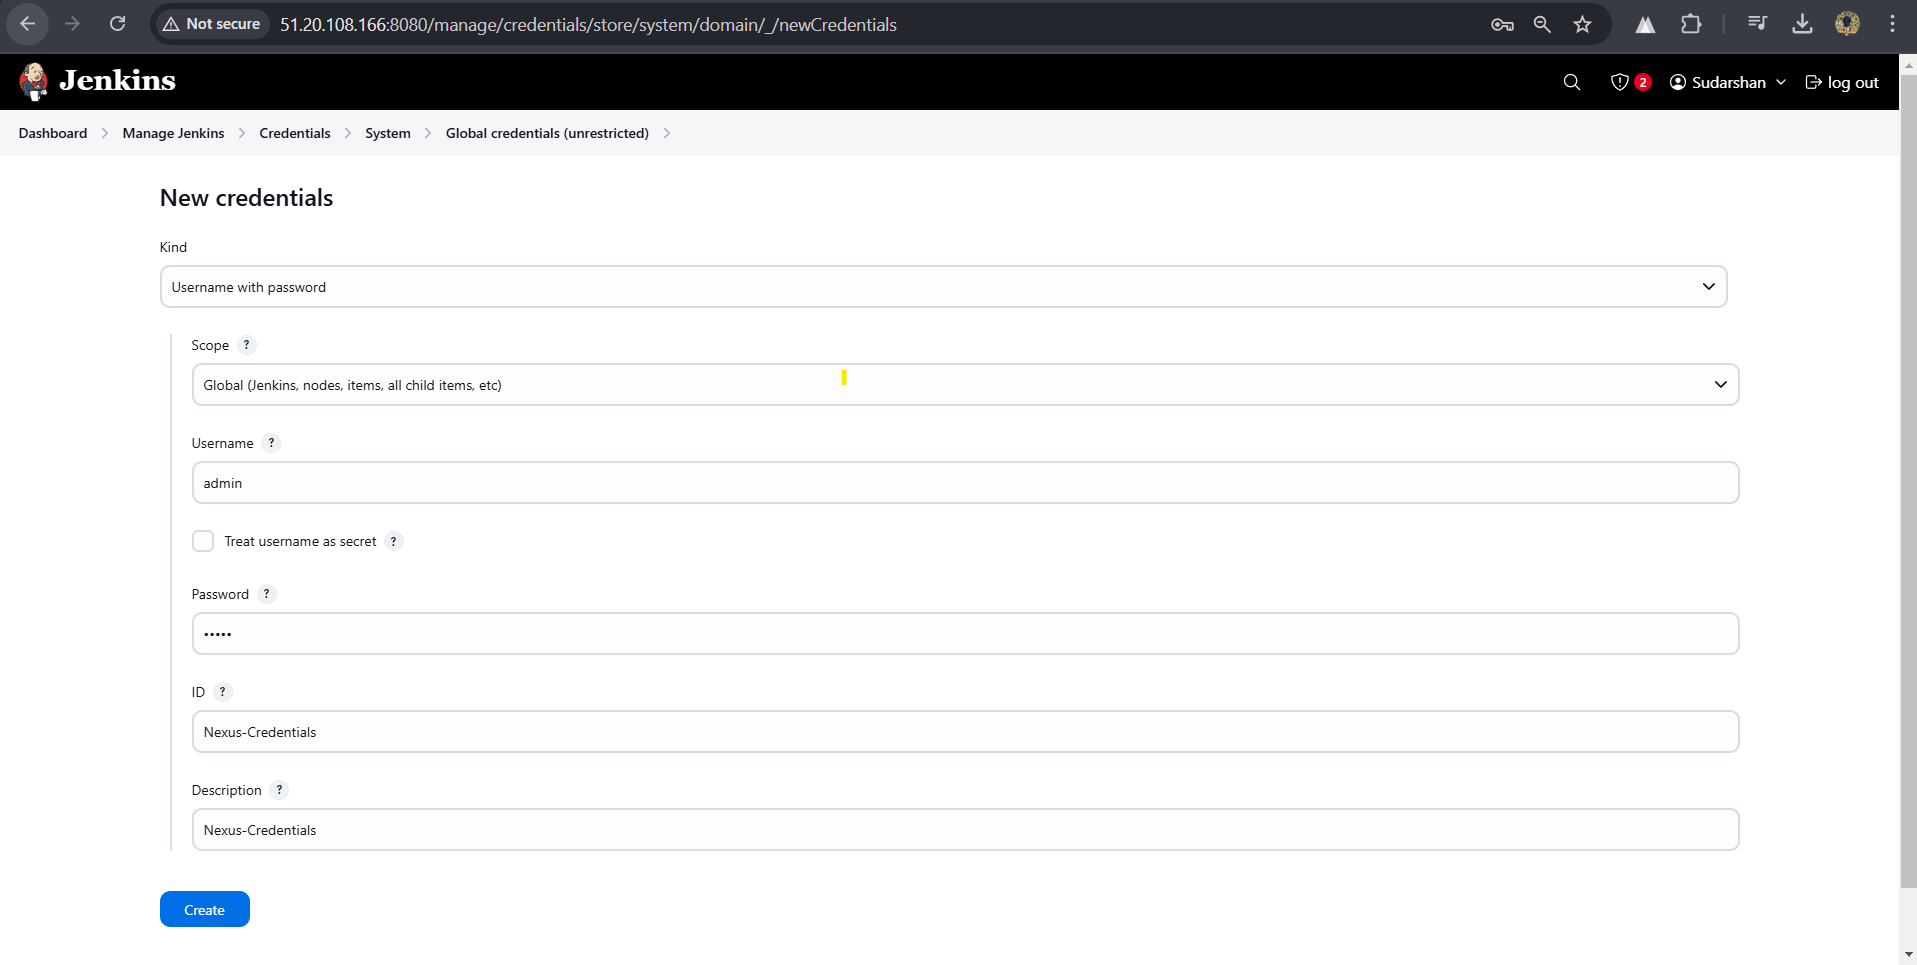 Not secure 51.20.108.166:8080/manage/credentials/store/system/domain/_/newCredentials
Jenkins 2 Sudarshan log out
Dashboard Manage Jenkins Credentials System Global credentials (unrestricted)
New credentials
Kind
Username with password
Scope ?
Global (Jenkins, nodes, items, all child items, etc)
Username ?
admin
Treat username as secret ?
Password ?
•••••
ID ?
Nexus-Credentials
Description ?
Nexus-Credentials
Create